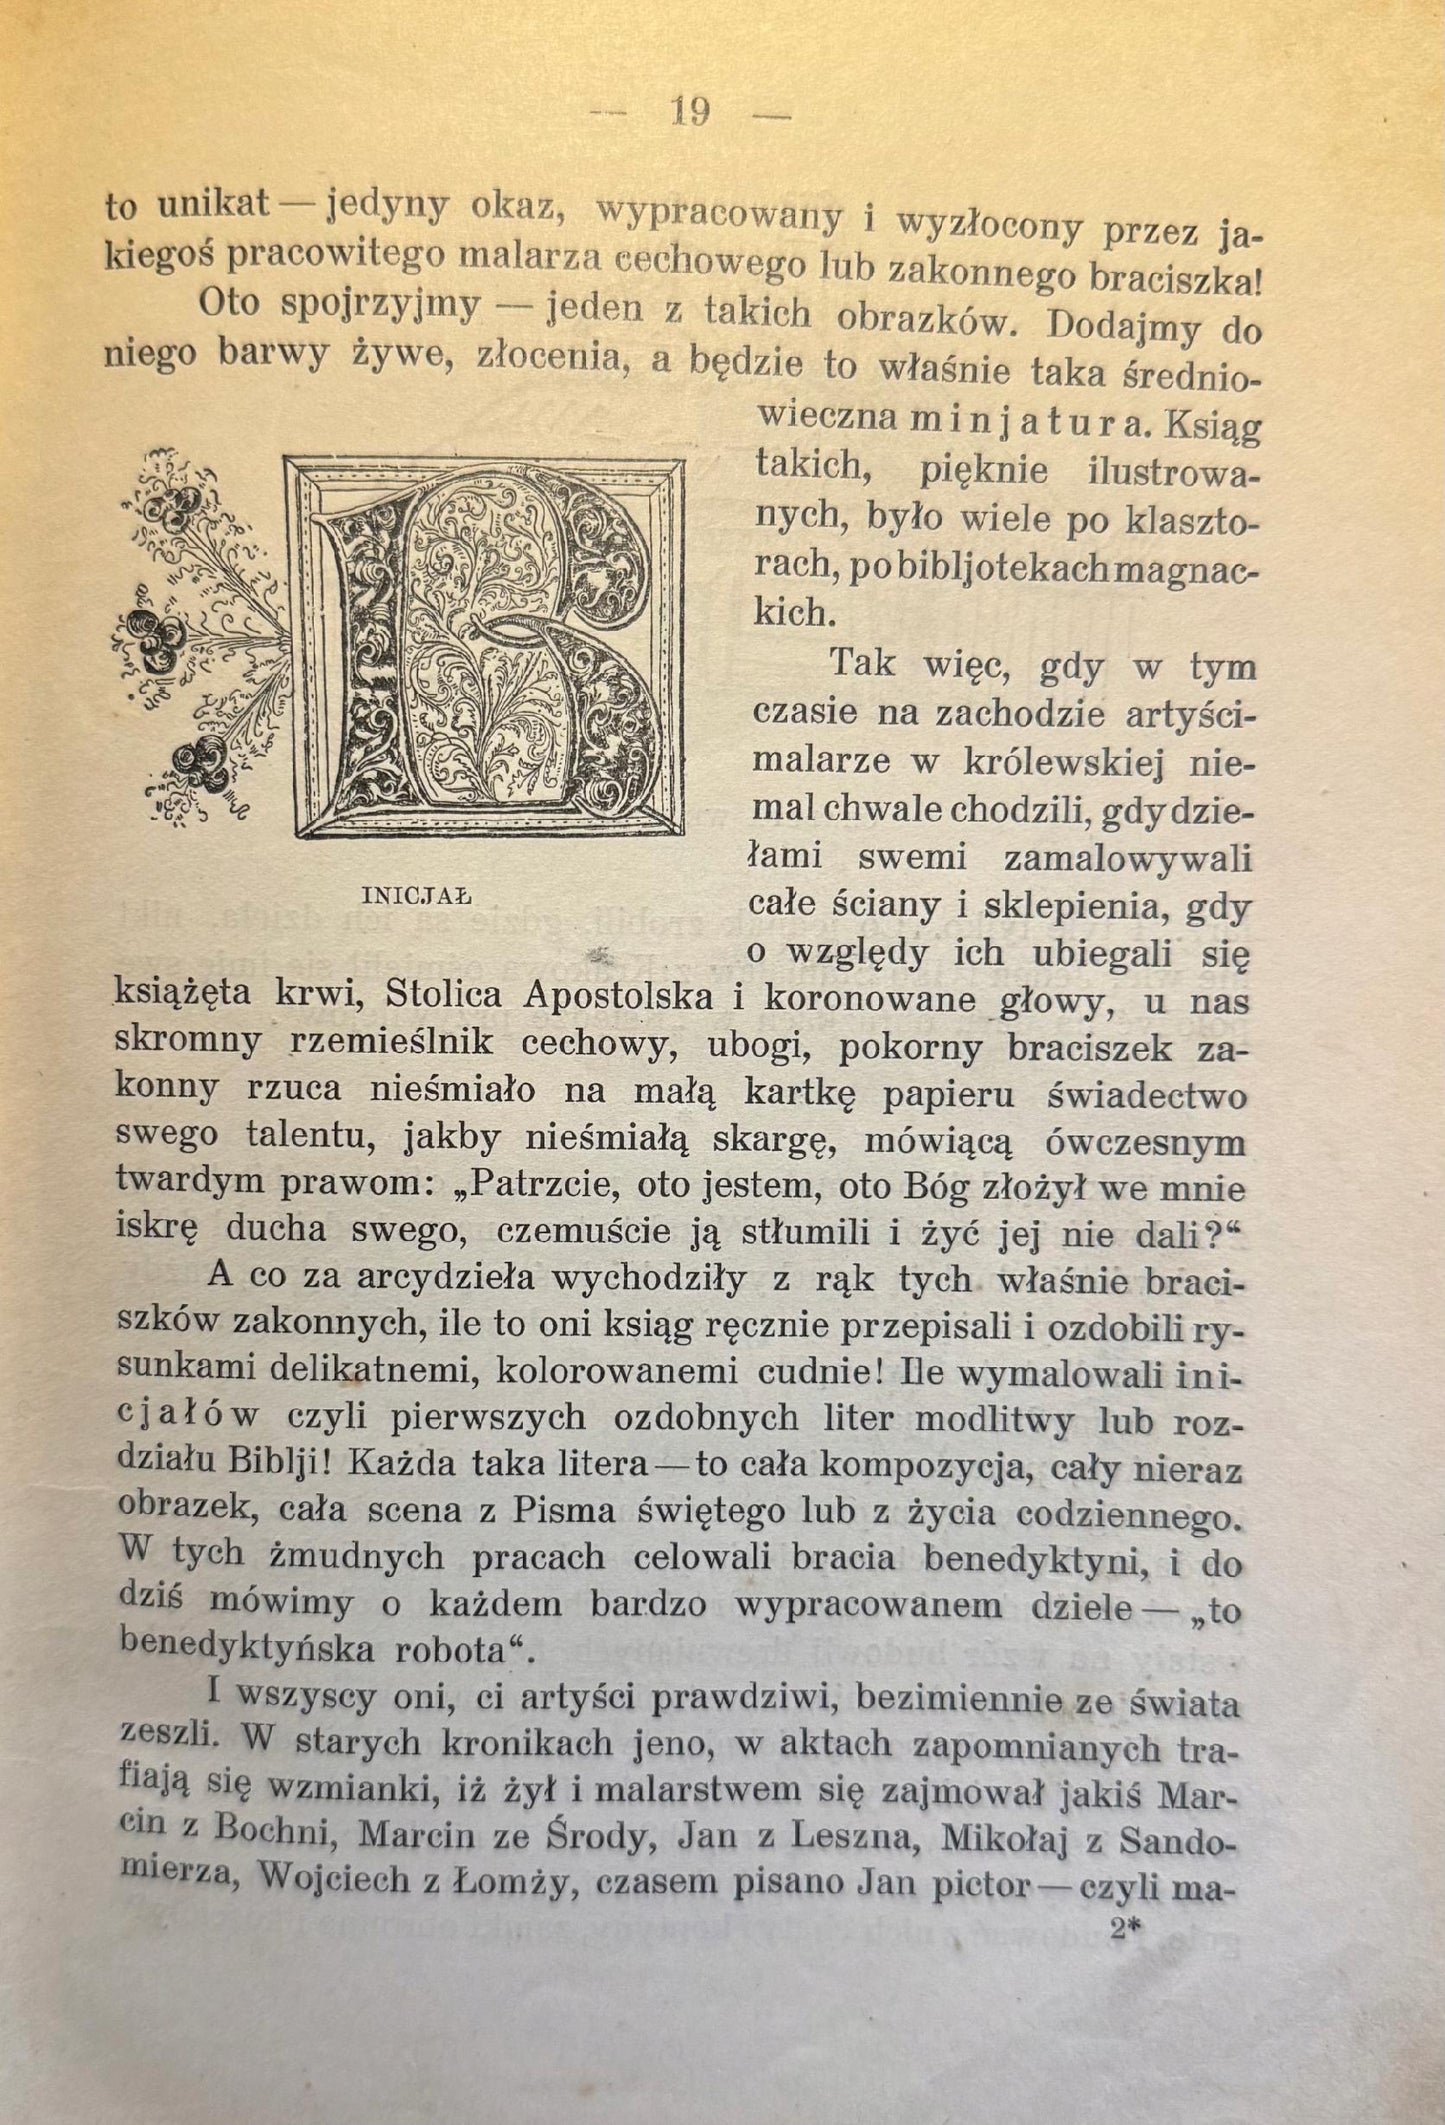 — 19 —
to unikat — jedyny okaz, wypracowany i wyzłocony przez ja-
kiegoś pracowitego malarza cechowego lub zakonnego braciszka!
Oto spojrzyjmy — jeden z takich obrazków. Dodajmy do
niego barwy żywe, złocenia, a będzie to właśnie taka średnio-
wieczna minjatura. Ksiąg
takich, pięknie ilustrowa-
nych, było wiele po klaszto-
rach, po bibljotekach magnac-
kich.
Tak więc, gdy w tym
czasie na zachodzie artyści-
malarze w królewskiej nie-
mal chwale chodzili, gdy dzie-
łami swemi zamalowywali
całe ściany i sklepienia, gdy
o względy ich ubiegali się
INICJAŁ
książęta krwi, Stolica Apostolska i koronowane głowy, u nas
skromny rzemieślnik cechowy, ubogi, pokorny braciszek za-
konny rzuca nieśmiało na małą kartkę papieru świadectwo
swego talentu, jakby nieśmiałą skargę, mówiącą ówczesnym
twardym prawom: „Patrzcie, oto jestem, oto Bóg złożył we mnie
iskrę ducha swego, czemuście ją stłumili i żyć jej nie dali?“
A co za arcydzieła wychodziły z rąk tych właśnie braci-
szków zakonnych, ile to oni ksiąg ręcznie przepisali i ozdobili ry-
sunkami delikatnemi, kolorowanemi cudnie! Ile wymalowali ini-
cjałów czyli pierwszych ozdobnych liter modlitwy lub roz-
działu Biblji! Każda taka litera — to cała kompozycja, cały nieraz
obrazek, cała scena z Pisma świętego lub z życia codziennego.
W tych żmudnych pracach celowali bracia benedyktyni, i do
dziś mówimy o każdem bardzo wypracowanem dziele — „to
benedyktyńska robota“.
I wszyscy oni, ci artyści prawdziwi, bezimiennie ze świata
zeszli. W starych kronikach jeno, w aktach zapomnianych tra-
fiają się wzmianki, iż żył i malarstwem się zajmował jakiś Mar-
cin z Bochni, Marcin ze Środy, Jan z Leszna, Mikołaj z Sando-
mierza, Wojciech z Łomży, czasem pisano Jan pictor — czyli ma-
2*